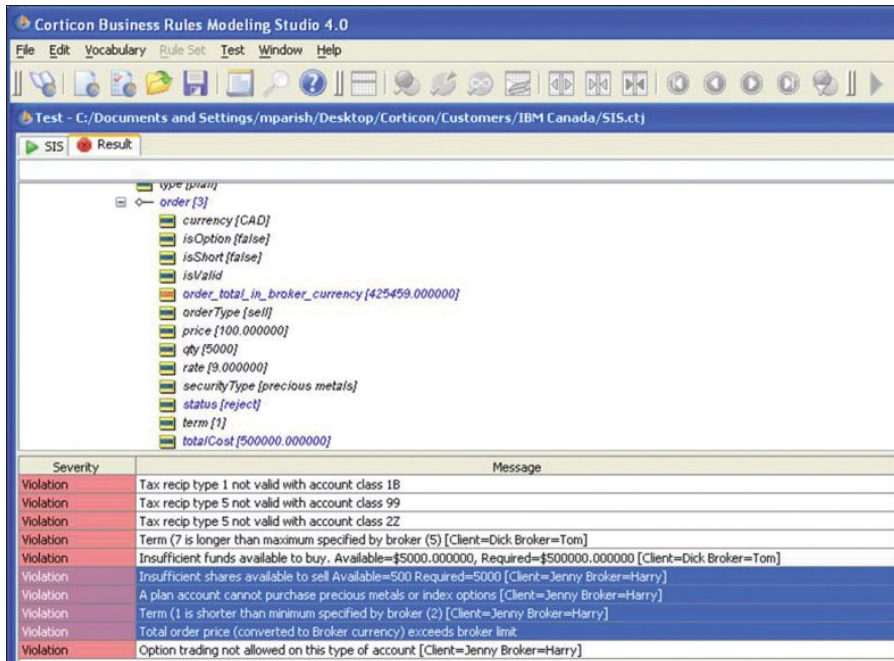 Corticon Business Rules Modeling Studio 4.0
File Edit Vocabulary Rule Set Test Window Help
Test - C:/Documents and Settings/mparish/Desktop/Corticon/Customers/IBM Canada/SIS.ctj
SIS Result
type [plan]
order [3]
currency [CAD]
isOption [false]
isShort [false]
isValid
order_total_in_broker_currency [425459.000000]
orderType [sell]
price [100.000000]
qty [5000]
rate [9.000000]
securityType [precious metals]
status [reject]
term [1]
totalCost [500000.000000]
Severity Message
Violation Tax recip type 1 not valid with account class 1B
Violation Tax recip type 5 not valid with account class 99
Violation Tax recip type 5 not valid with account class 2Z
Violation Term (7 is longer than maximum specified by broker (5) [Client=Dick Broker=Tom]
Violation Insufficient funds available to buy. Available=$5000.000000, Required=$500000.000000 [Client=Dick Broker=Tom]
Violation Insufficient shares available to sell Available=500 Required=5000 [Client=Jenny Broker=Harry]
Violation A plan account cannot purchase precious metals or index options [Client=Jenny Broker=Harry]
Violation Term (1 is shorter than minimum specified by broker (2) [Client=Jenny Broker=Harry]
Violation Total order price (converted to Broker currency) exceeds broker limit
Violation Option trading not allowed on this type of account [Client=Jenny Broker=Harry]